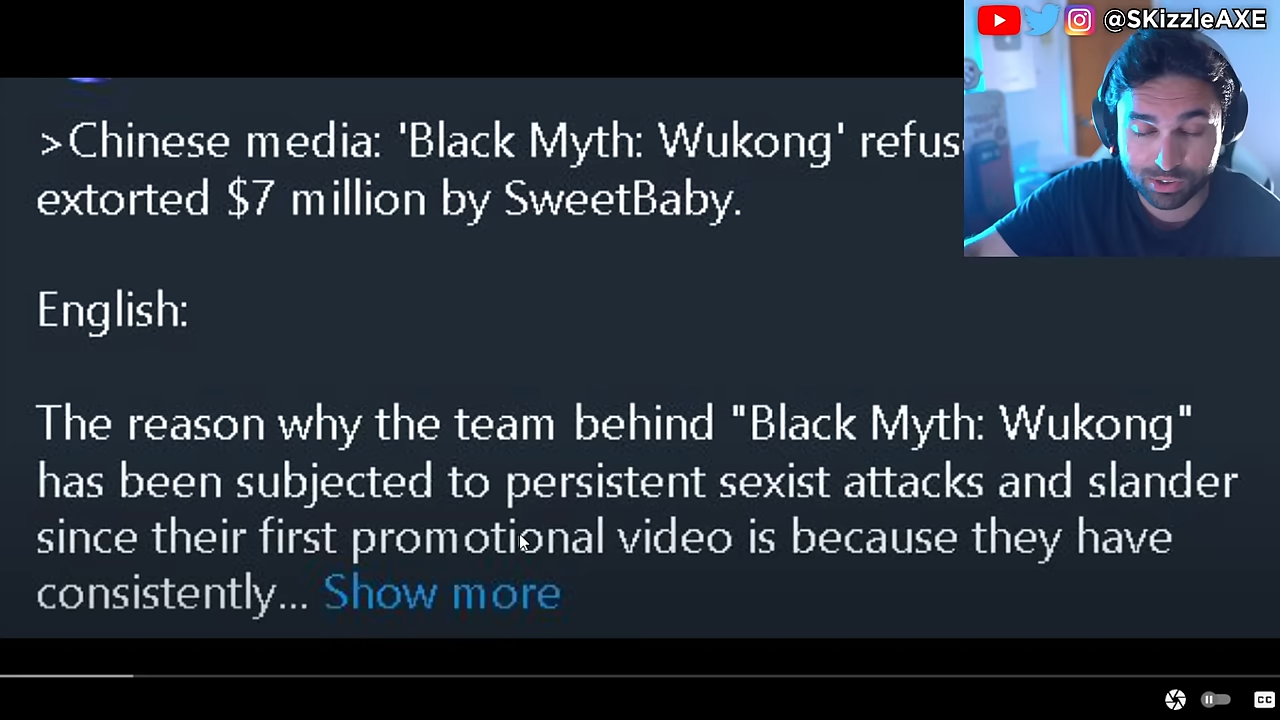 @SKizzleAXE
>Chinese media: 'Black Myth: Wukong'
extorted $7 million by SweetBaby.
English:
The reason why the team behind "Black Myth: Wukong"
has been subjected to persistent sexist attacks and slander
since their first promotional video is because they have
consistently... Show more
CC